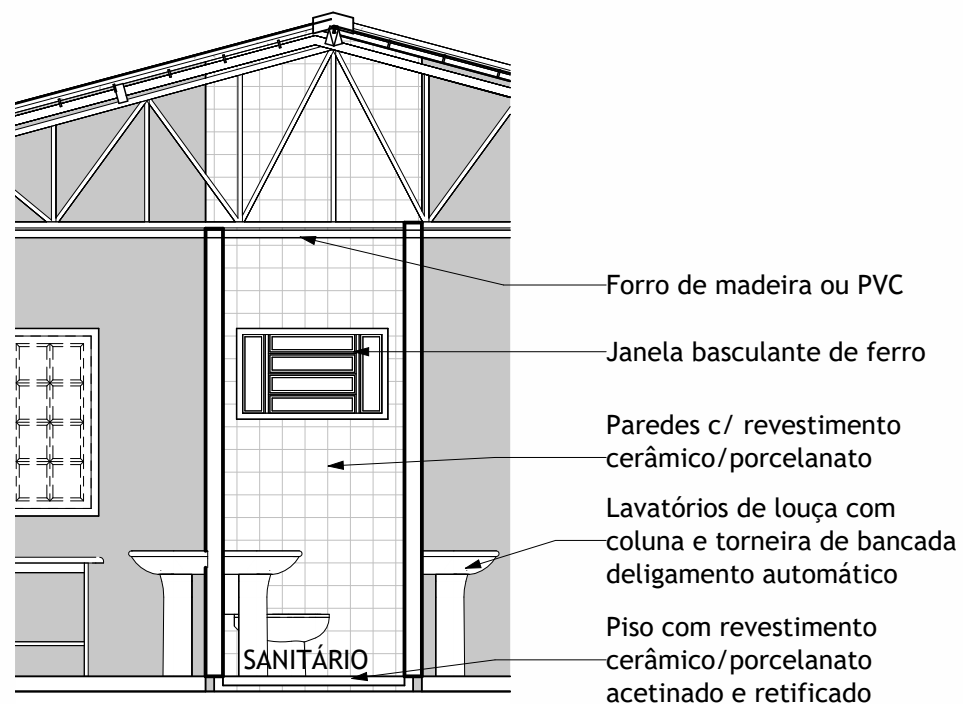 Forro de madeira ou PVC
Janela basculante de ferro
Paredes c/ revestimento
cerâmico/porcelanato
Lavatórios de louça com
coluna e torneira de bancada
deligamento automático
Piso com revestimento
cerâmico/porcelanato
acetinado e retificado
SANITÁRIO